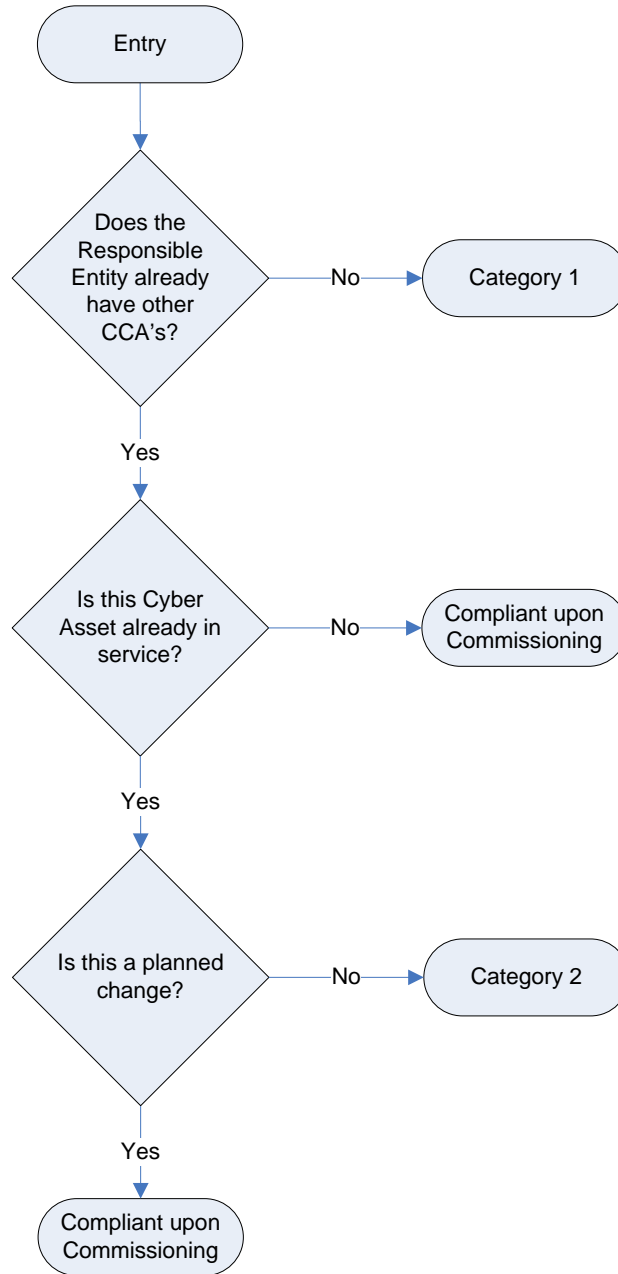 Entry
Does the
Responsible
Entity already
have other
CCA's?
No
Category 1
Yes
Is this Cyber
Asset already in
service?
No
Compliant upon
Commissioning
Yes
Is this a planned
change?
No
Category 2
Yes
Compliant upon
Commissioning